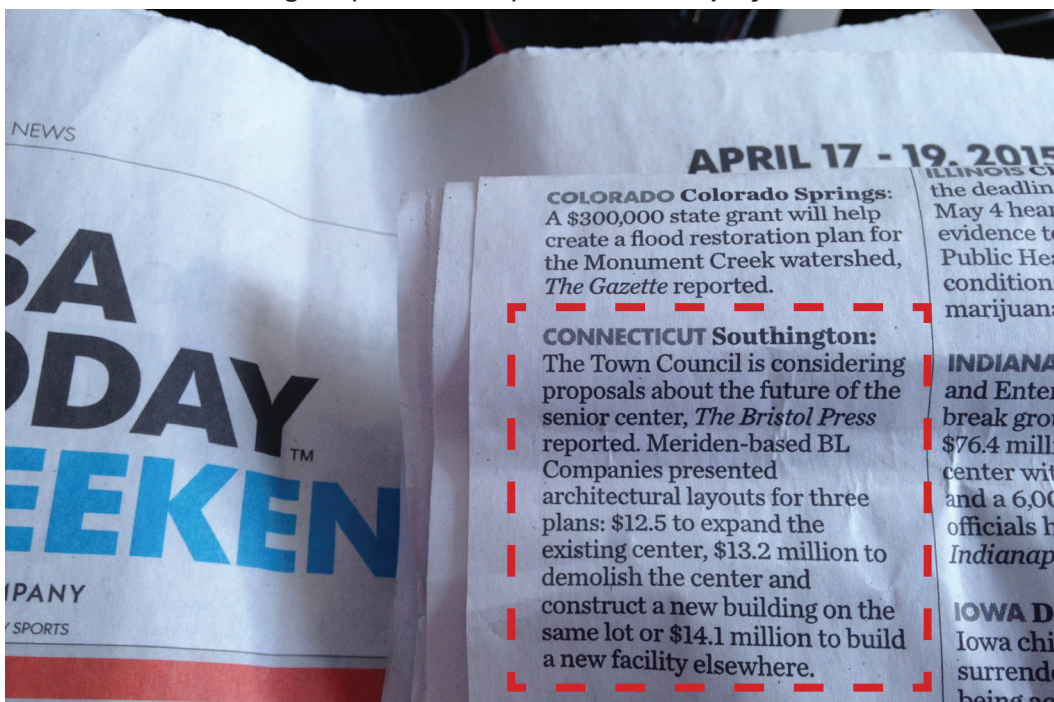 NEWS
APRIL 17 - 19, 2015
SA
ODAY™
EEKEN
MPANY
SPORTS
COLORADO Colorado Springs:
A $300,000 state grant will help
create a flood restoration plan for
the Monument Creek watershed,
The Gazette reported.
CONNECTICUT Southington:
The Town Council is considering
proposals about the future of the
senior center, The Bristol Press
reported. Meriden-based BL
Companies presented
architectural layouts for three
plans: $12.5 to expand the
existing center, $13.2 million to
demolish the center and
construct a new building on the
same lot or $14.1 million to build
a new facility elsewhere.
ILLINOIS
the deadlin
May 4 hear
evidence t
Public Hea
condition
marijuana
INDIANA
and Enter
break grou
$76.4 milli
center wit
and a 6,00
officials h
Indianap
IOWA D
Iowa chi
surrende
being ac